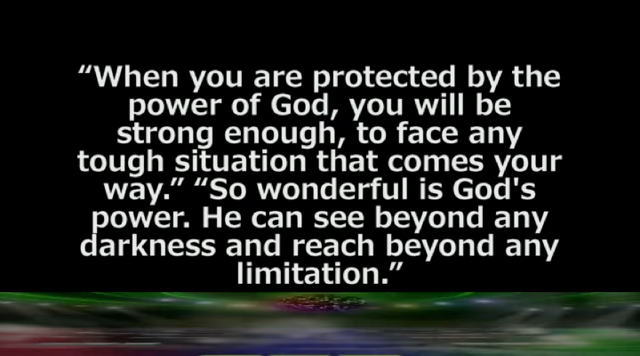 “When you are protected by the
power of God, you will be
strong enough, to face any
tough situation that comes your
way.” “So wonderful is God's
power. He can see beyond any
darkness and reach beyond any
limitation.”